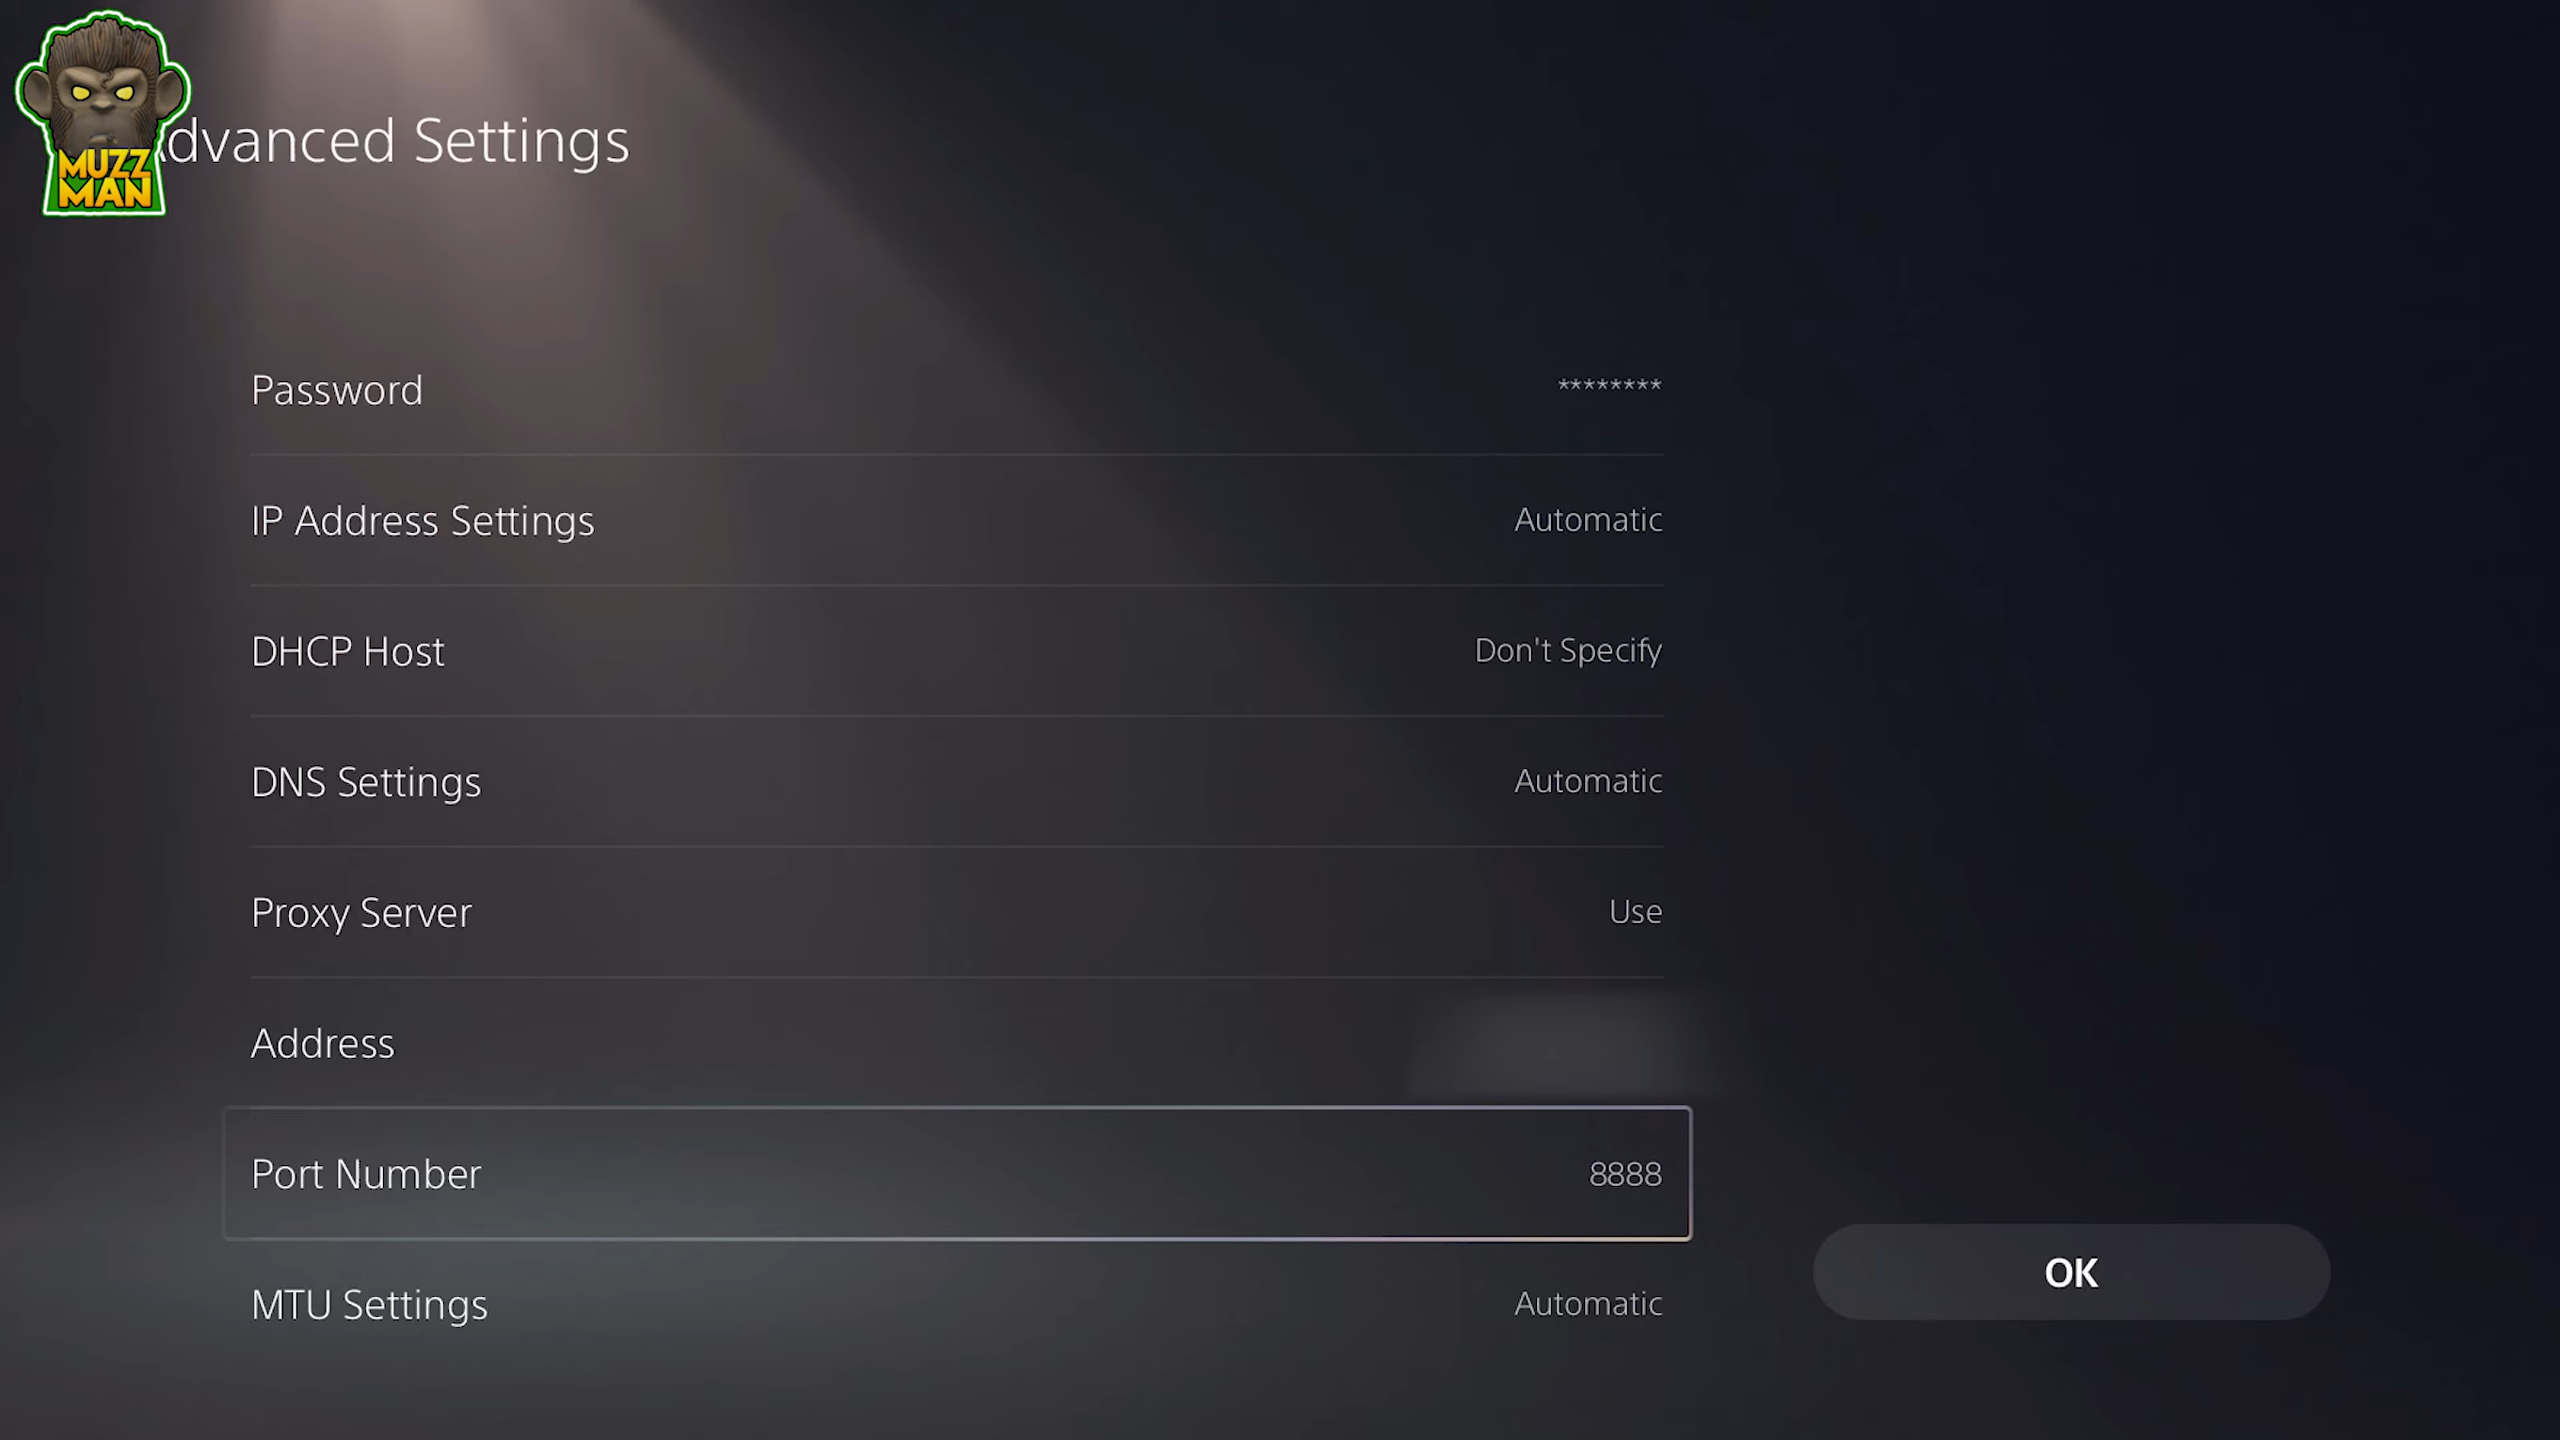 MUZZ
MAN
dvanced Settings
Password ********
IP Address Settings Automatic
DHCP Host Don't Specify
DNS Settings Automatic
Proxy Server Use
Address
Port Number 8888
MTU Settings Automatic
OK